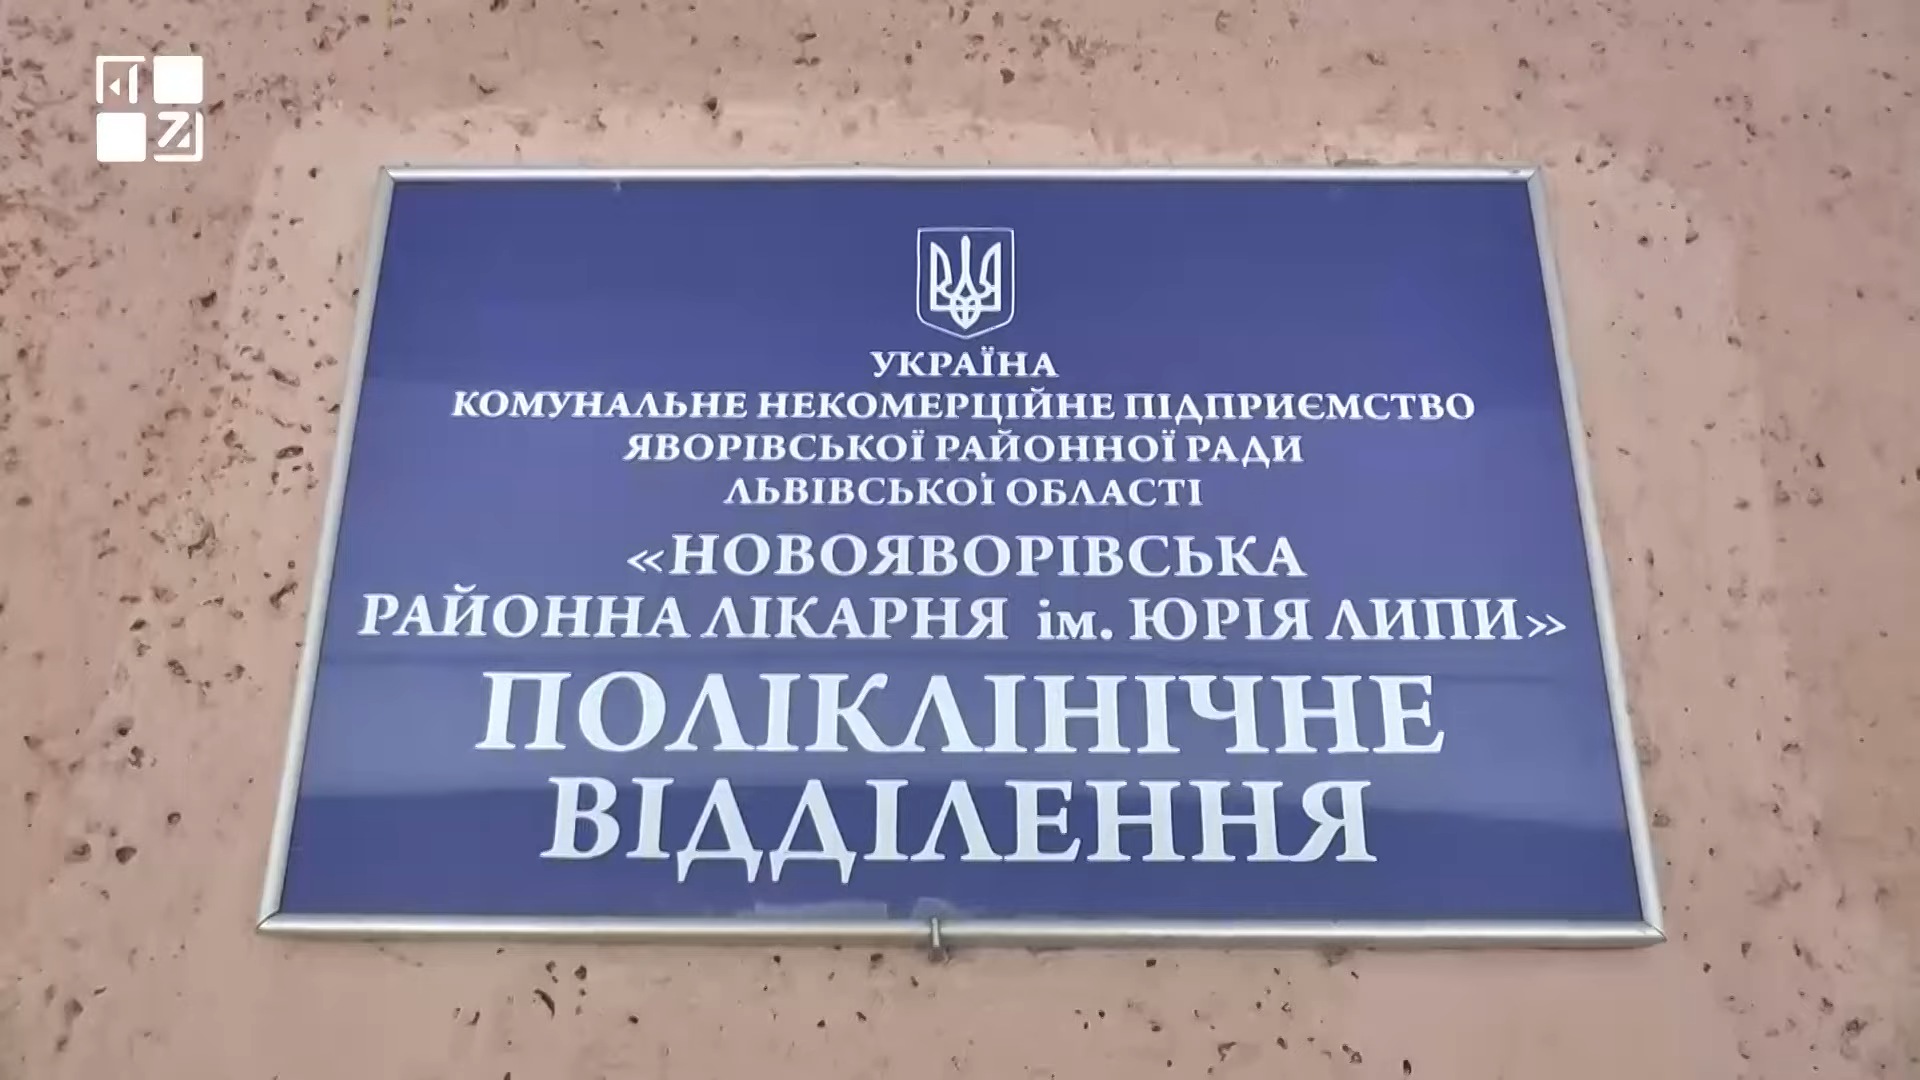 УКРАЇНА
КОМУНАЛЬНЕ НЕКОМЕРЦІЙНЕ ПІДПРИЄМСТВО
ЯВОРІВСЬКОЇ РАЙОННОЇ РАДИ
ЛЬВІВСЬКОЇ ОБЛАСТІ
«НОВОЯВОРІВСЬКА
РАЙОННА ЛІКАРНЯ ім. ЮРІЯ ЛИПИ»
ПОЛІКЛІНІЧНЕ
ВІДДІЛЕННЯ